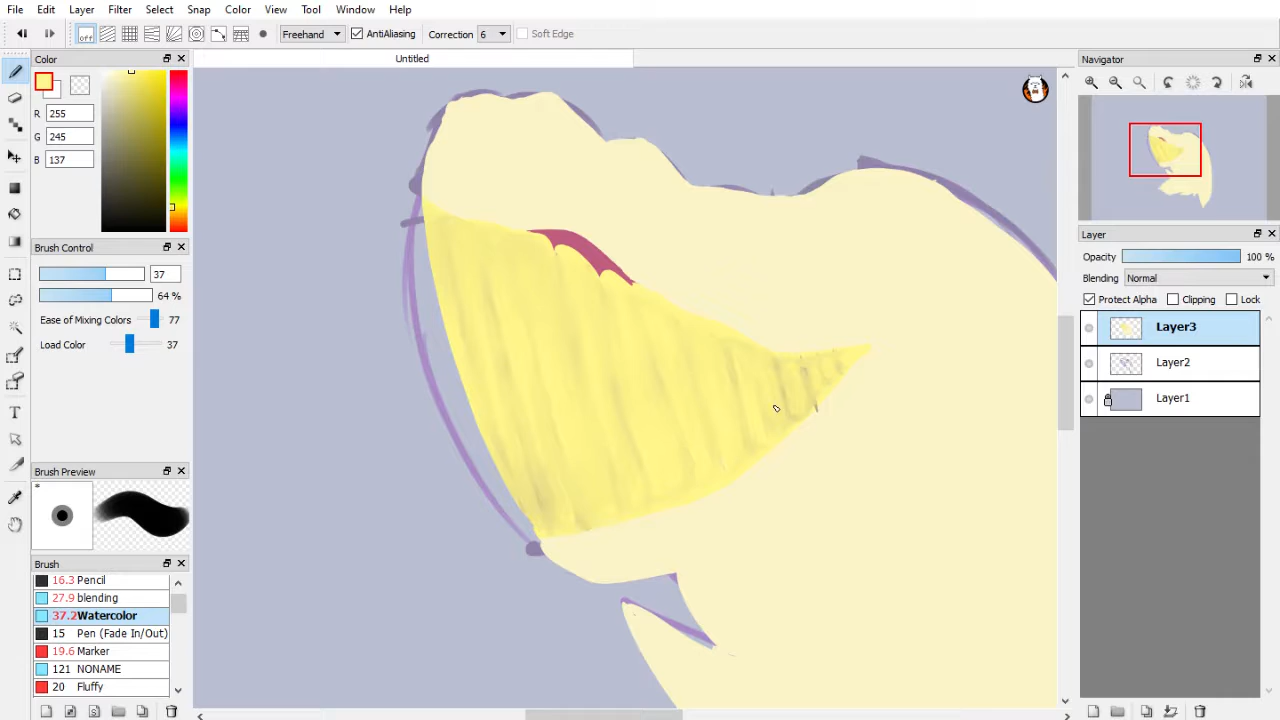 File Edit Layer Filter Select Snap Color View Tool Window Help
off Freehand AntiAliasing Correction 6 Soft Edge
Color Untitled Navigator
R 255
G 245
B 137
Brush Control
37
64 %
Ease of Mixing Colors 77
Load Color 37
Brush Preview
*
Brush
16.3 Pencil
27.9 blending
37.2 Watercolor
15 Pen (Fade In/Out)
19.6 Marker
121 NONAME
20 Fluffy
Layer
Opacity 100 %
Blending Normal
Protect Alpha Clipping Lock
Layer3
Layer2
Layer1